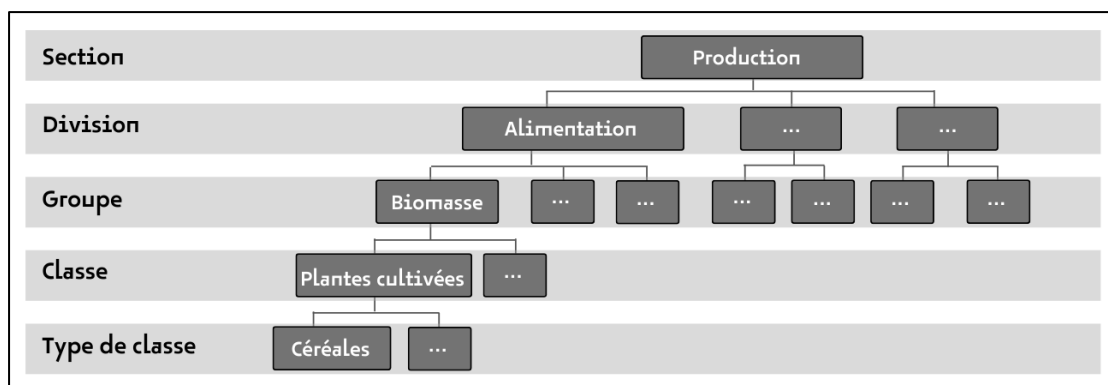 Section
Production
Division
Alimentation
...
...
Groupe
Biomasse
...
...
...
...
...
...
Classe
Plantes cultivées
...
Type de classe
Céréales
...